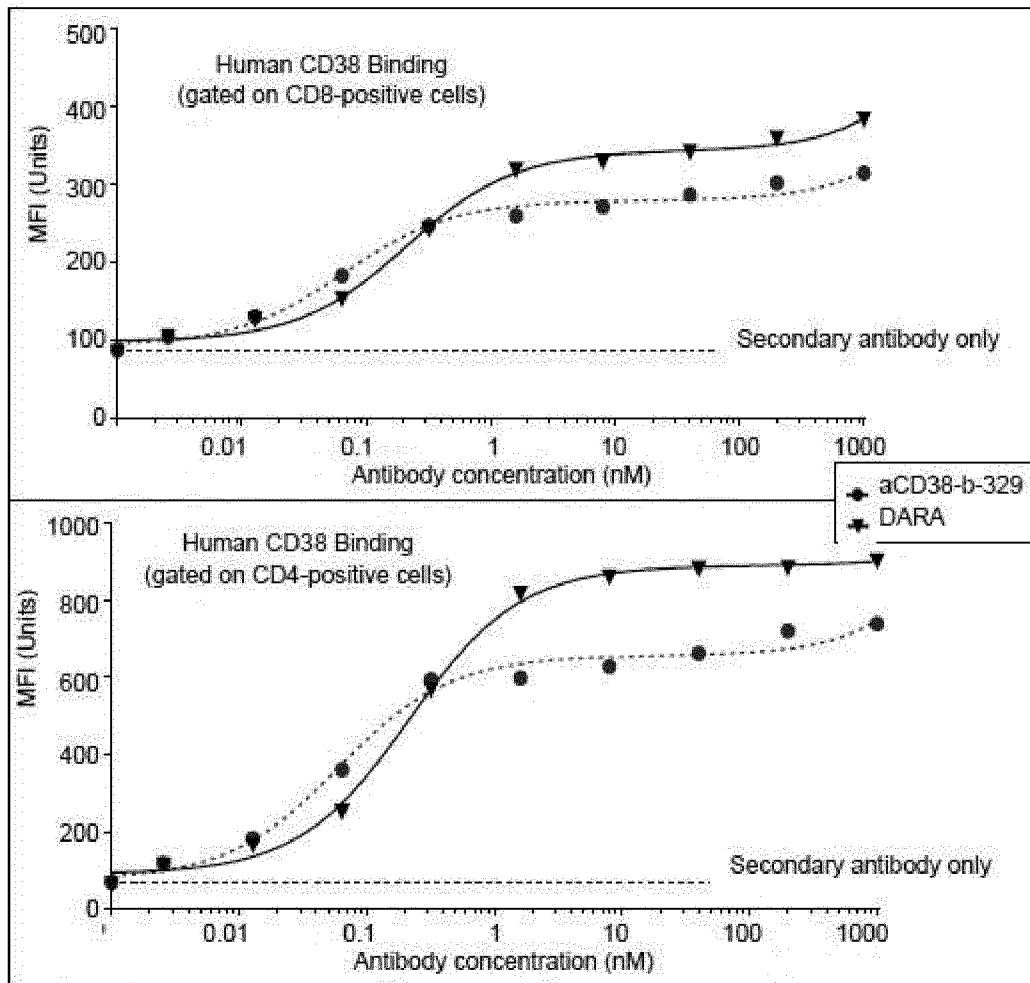 500
400
300
200
100
0
MFI (Units)
Human CD38 Binding
(gated on CD8-positive cells)
Secondary antibody only
0.01 0.1 1 10 100 1000
Antibody concentration (nM)
aCD38-b-329
DARA
1000
800
600
400
200
0
MFI (Units)
Human CD38 Binding
(gated on CD4-positive cells)
Secondary antibody only
0.01 0.1 1 10 100 1000
Antibody concentration (nM)